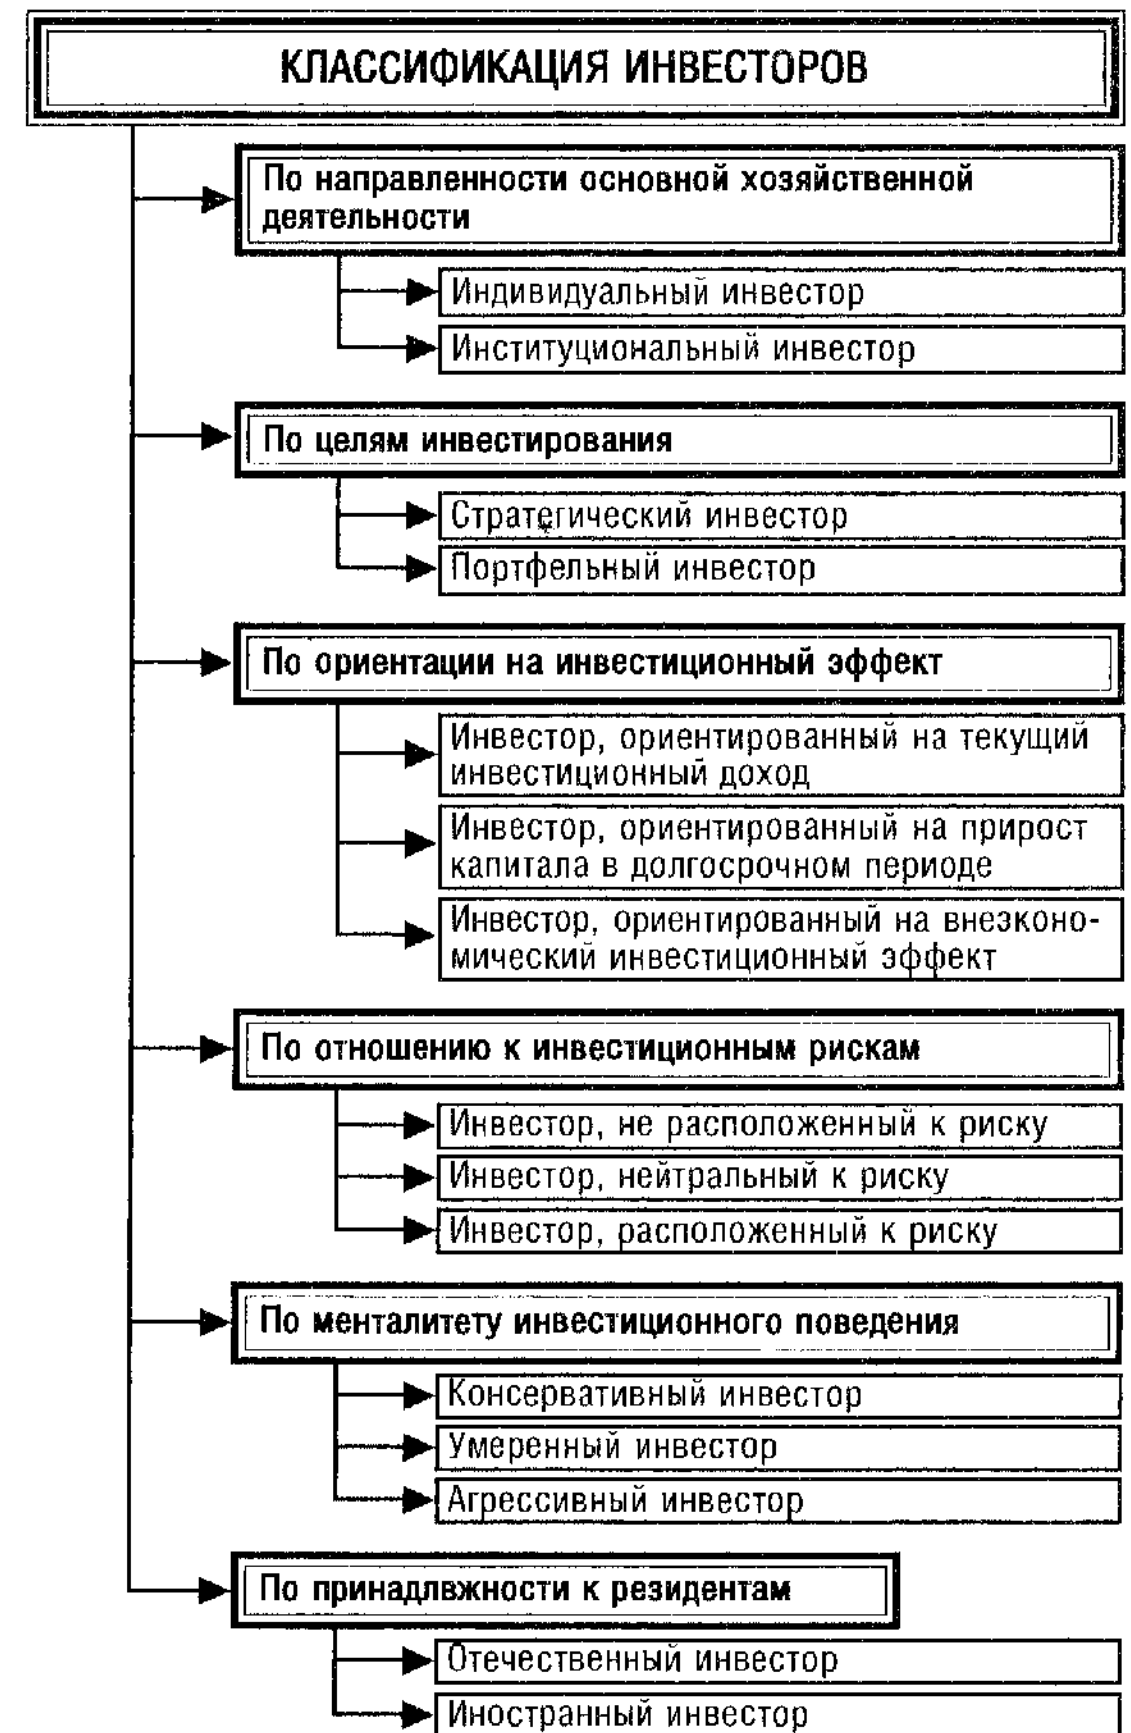 КЛАССИФИКАЦИЯ ИНВЕСТОРОВ
По направленности основной хозяйственной
деятельности
Индивидуальный инвестор
Институциональный инвестор
По целям инвестирования
Стратегический инвестор
Портфельный инвестор
По ориентации на инвестиционный эффект
Инвестор, ориентированный на текущий
инвестиционный доход
Инвестор, ориентированный на прирост
капитала в долгосрочном периоде
Инвестор, ориентированный на внезконо-
мический инвестиционный эффект
По отношению к инвестиционным рискам
Инвестор, не расположенный к риску
Инвестор, нейтральный к риску
Инвестор, расположенный к риску
По менталитету инвестиционного поведения
Консервативный инвестор
Умеренный инвестор
Агрессивный инвестор
По принадлвжности к резидентам
Отечественный инвестор
Иностранный инвестор